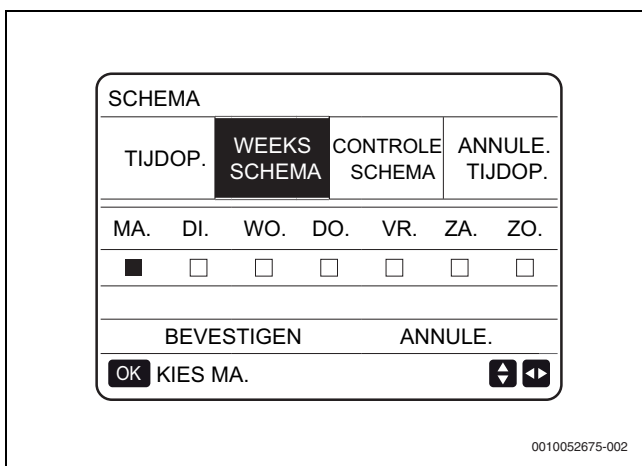 SCHEMA
TIJDOP. WEEKS SCHEMA CONTROLE SCHEMA ANNULE. TIJDOP.
MA. DI. WO. DO. VR. ZA. ZO.
BEVESTIGEN ANNULE.
OK KIES MA.
0010052675-002